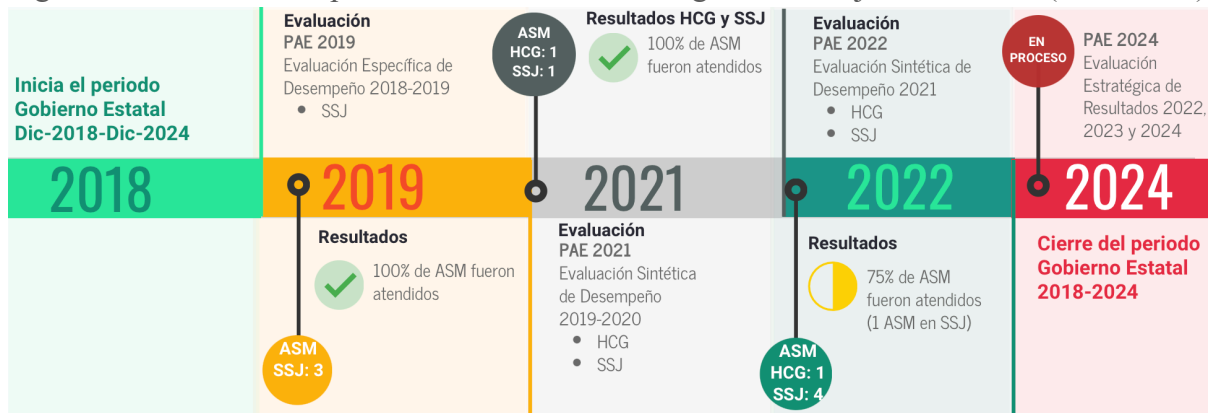 Inicia el periodo
Gobierno Estatal
Dic-2018-Dic-2024
2018
Evaluación
PAE 2019
Evaluación Específica de
Desempeño 2018-2019
• SSJ
2019
Resultados
100% de ASM fueron
atendidos
ASM
SSJ: 3
ASM
HCG: 1
SSJ: 1
Resultados HCG y SSJ
100% de ASM
fueron atendidos
2021
Evaluación
PAE 2021
Evaluación Sintética
de Desempeño
2019-2020
• HCG
• SSJ
Evaluación
PAE 2022
Evaluación Sintética de
Desempeño 2021
• HCG
• SSJ
2022
Resultados
75% de ASM
fueron atendidos
(1 ASM en SSJ)
ASM
HCG: 1
SSJ: 4
EN
PROCESO
PAE 2024
Evaluación
Estratégica de
Resultados 2022,
2023 y 2024
2024
Cierre del periodo
Gobierno Estatal
2018-2024